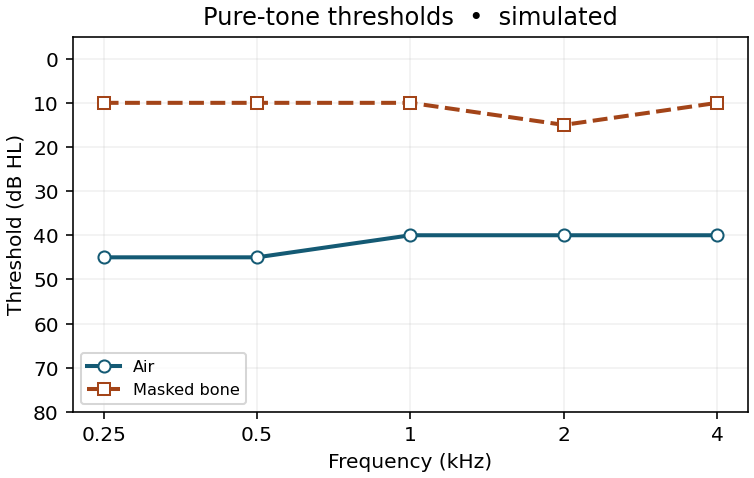 Pure-tone thresholds • simulated
Threshold (dB HL)
0
10
20
30
40
50
60
70
80
Air
Masked bone
0.25
0.5
1
2
4
Frequency (kHz)